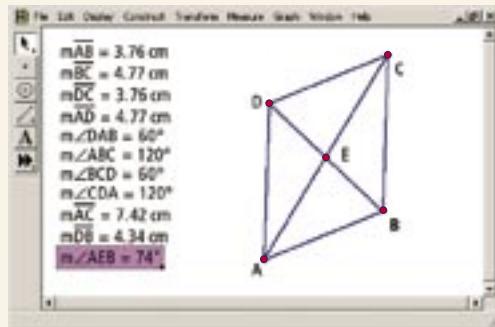 File Edit Display Construct Transform Measure Graph Window Help
mAB = 3.76 cm
mBC = 4.77 cm
mDC = 3.76 cm
mAD = 4.77 cm
m∠DAB = 60°
m∠ABC = 120°
m∠BCD = 60°
m∠CDA = 120°
mAC = 7.42 cm
mDB = 4.34 cm
m∠AEB = 74°
A
C
D
E
B
A